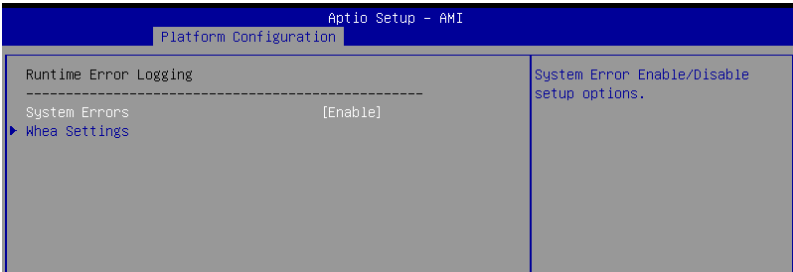 Aptio Setup – AMI
Platform Configuration
Runtime Error Logging
--------------------------------------------------
System Errors [Enable]
Whea Settings
System Error Enable/Disable
setup options.